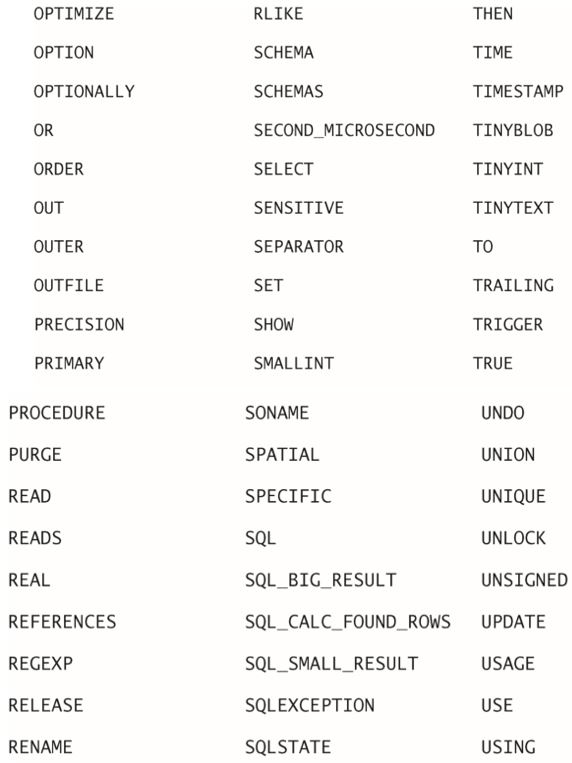 OPTIMIZE RLIKE THEN
OPTION SCHEMA TIME
OPTIONALLY SCHEMAS TIMESTAMP
OR SECOND_MICROSECOND TINYBLOB
ORDER SELECT TINYINT
OUT SENSITIVE TINYTEXT
OUTER SEPARATOR TO
OUTFILE SET TRAILING
PRECISION SHOW TRIGGER
PRIMARY SMALLINT TRUE
PROCEDURE SONAME UNDO
PURGE SPATIAL UNION
READ SPECIFIC UNIQUE
READS SQL UNLOCK
REAL SQL_BIG_RESULT UNSIGNED
REFERENCES SQL_CALC_FOUND_ROWS UPDATE
REGEXP SQL_SMALL_RESULT USAGE
RELEASE SQLEXCEPTION USE
RENAME SQLSTATE USING